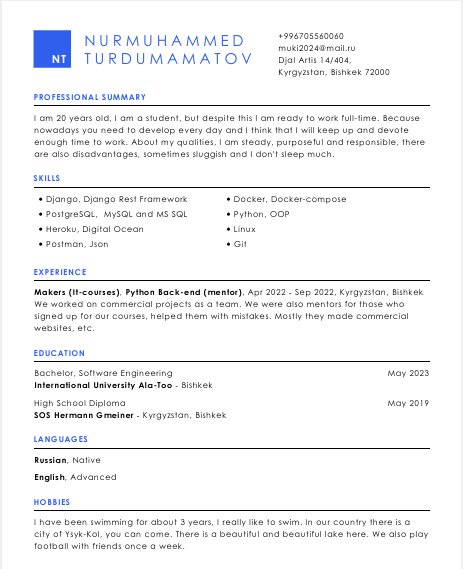 NT
NURMUHAMMED
TURDUMAMATOV
+996705560060
muki2024@mail.ru
Djal Artis 14/404,
Kyrgyzstan, Bishkek 72000
PROFESSIONAL SUMMARY
I am 20 years old, I am a student, but despite this I am ready to work full-time. Because
nowadays you need to develop every day and I think that I will keep up and devote
enough time to work. About my qualities, I am steady, purposeful and responsible, there
are also disadvantages, sometimes sluggish and I don't sleep much.
SKILLS
• Django, Django Rest Framework
• PostgreSQL, MySQL and MS SQL
• Heroku, Digital Ocean
• Postman, Json
• Docker, Docker-compose
• Python, OOP
• Linux
• Git
EXPERIENCE
Makers (It-courses), Python Back-end (mentor), Apr 2022 - Sep 2022, Kyrgyzstan, Bishkek
We worked on commercial projects as a team. We were also mentors for those who
signed up for our courses, helped them with mistakes. Mostly they made commercial
websites, etc.
EDUCATION
Bachelor, Software Engineering May 2023
International University Ala-Too - Bishkek
High School Diploma May 2019
SOS Hermann Gmeiner - Kyrgyzstan, Bishkek
LANGUAGES
Russian, Native
English, Advanced
HOBBIES
I have been swimming for about 3 years, I really like to swim. In our country there is a
city of Ysyk-Kol, you can come. There is a beautiful and beautiful lake here. We also play
football with friends once a week.